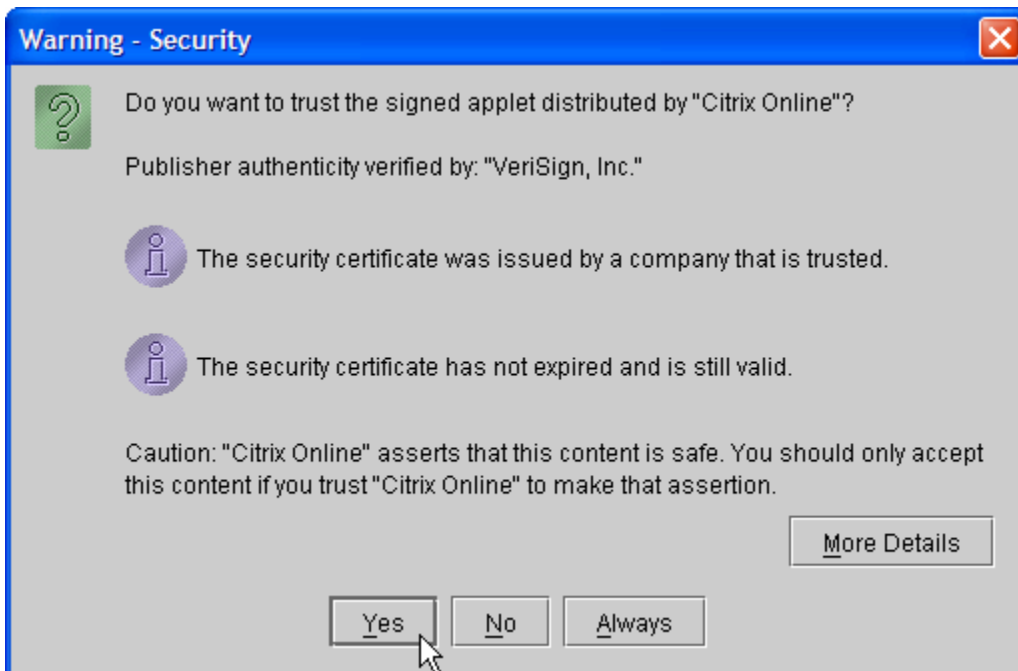 Warning - Security
Do you want to trust the signed applet distributed by "Citrix Online"?
Publisher authenticity verified by: "VeriSign, Inc."
The security certificate was issued by a company that is trusted.
The security certificate has not expired and is still valid.
Caution: "Citrix Online" asserts that this content is safe. You should only accept
this content if you trust "Citrix Online" to make that assertion.
More Details
Yes No Always